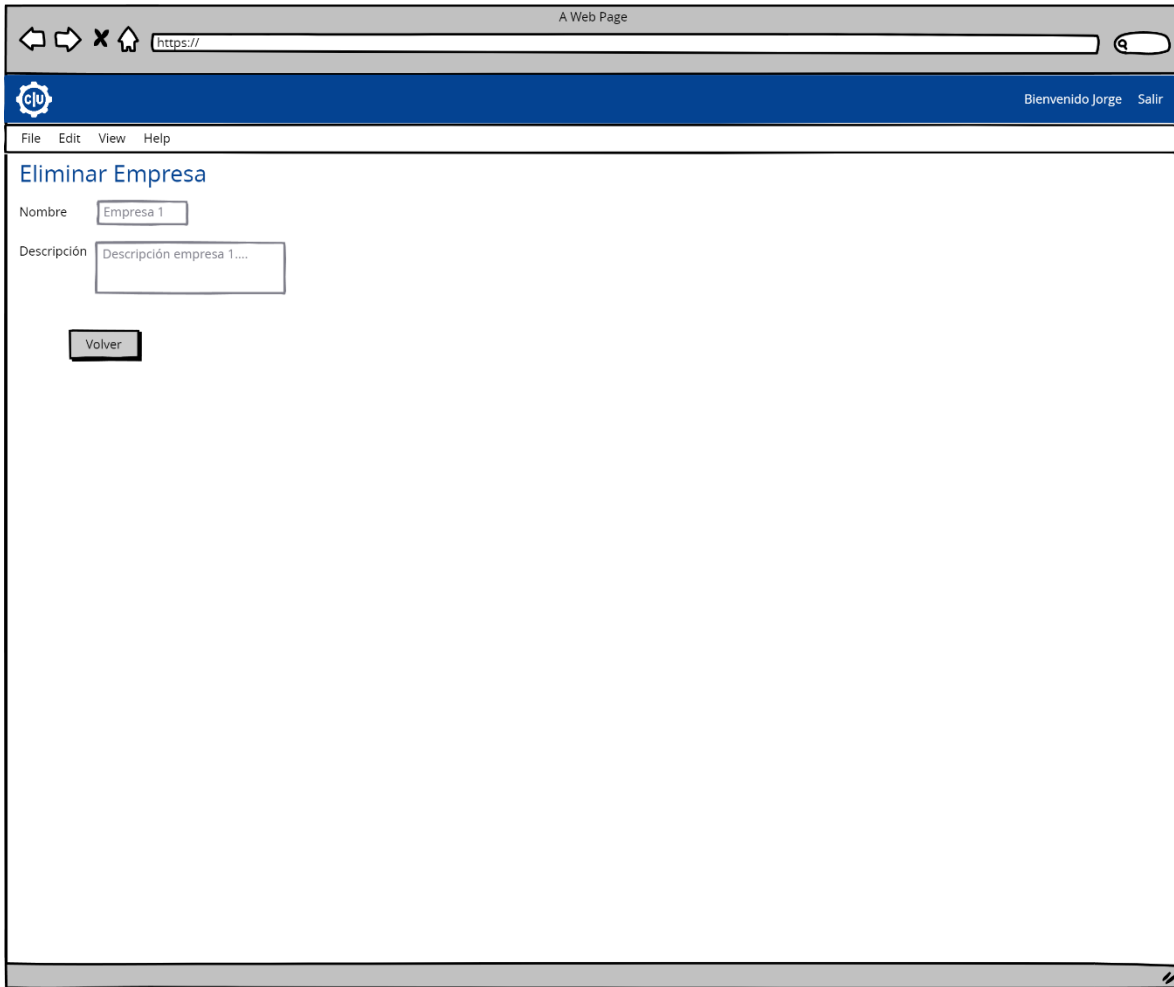 A Web Page
https://
c|u
Bienvenido Jorge Salir
File Edit View Help
Eliminar Empresa
Nombre Empresa 1
Descripción Descripción empresa 1....
Volver